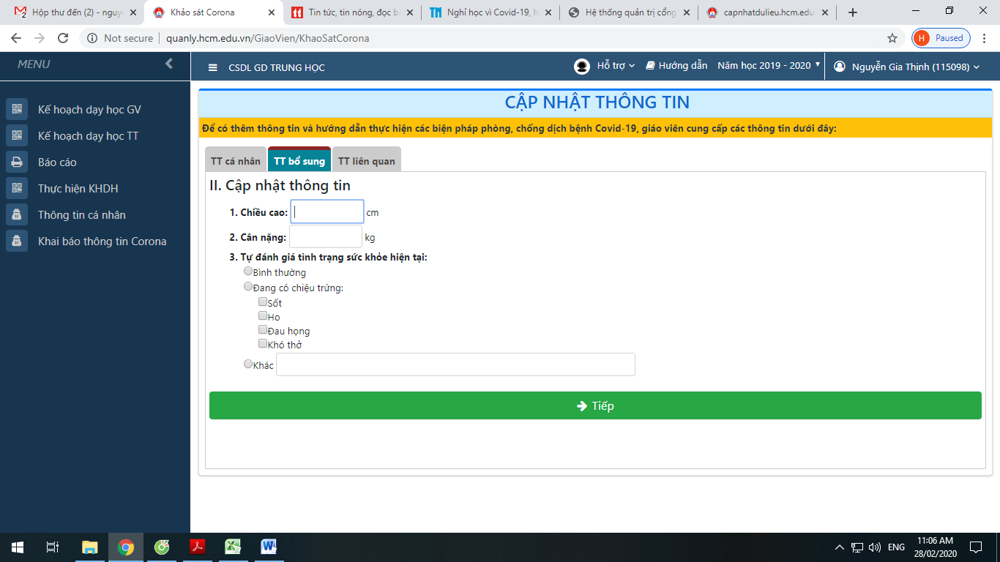 Hộp thư đến (2) - nguy
Khảo sát Corona
Tin tức, tin nóng, đọc b
Nghỉ học vì Covid-19, h
Hệ thống quản trị cổng
capnhatdulieu.hcm.edu.
Not secure
quanly.hcm.edu.vn/GiaoVien/KhaoSatCorona
H Paused
MENU
CSDL GD TRUNG HỌC
Hỗ trợ
Hướng dẫn
Năm học 2019 - 2020
Nguyễn Gia Thịnh (115098)
Kế hoạch dạy học GV
Kế hoạch dạy học TT
Báo cáo
Thực hiện KHDH
Thông tin cá nhân
Khai báo thông tin Corona
CẬP NHẬT THÔNG TIN
Để có thêm thông tin và hướng dẫn thực hiện các biện pháp phòng, chống dịch bệnh Covid-19, giáo viên cung cấp các thông tin dưới đây:
TT cá nhân
TT bổ sung
TT liên quan
II. Cập nhật thông tin
1. Chiều cao: cm
2. Cân nặng: kg
3. Tự đánh giá tình trạng sức khỏe hiện tại:
Bình thường
Đang có chiệu trứng:
Sốt
Ho
Đau họng
Khó thở
Khác
Tiếp
ENG
11:06 AM
28/02/2020